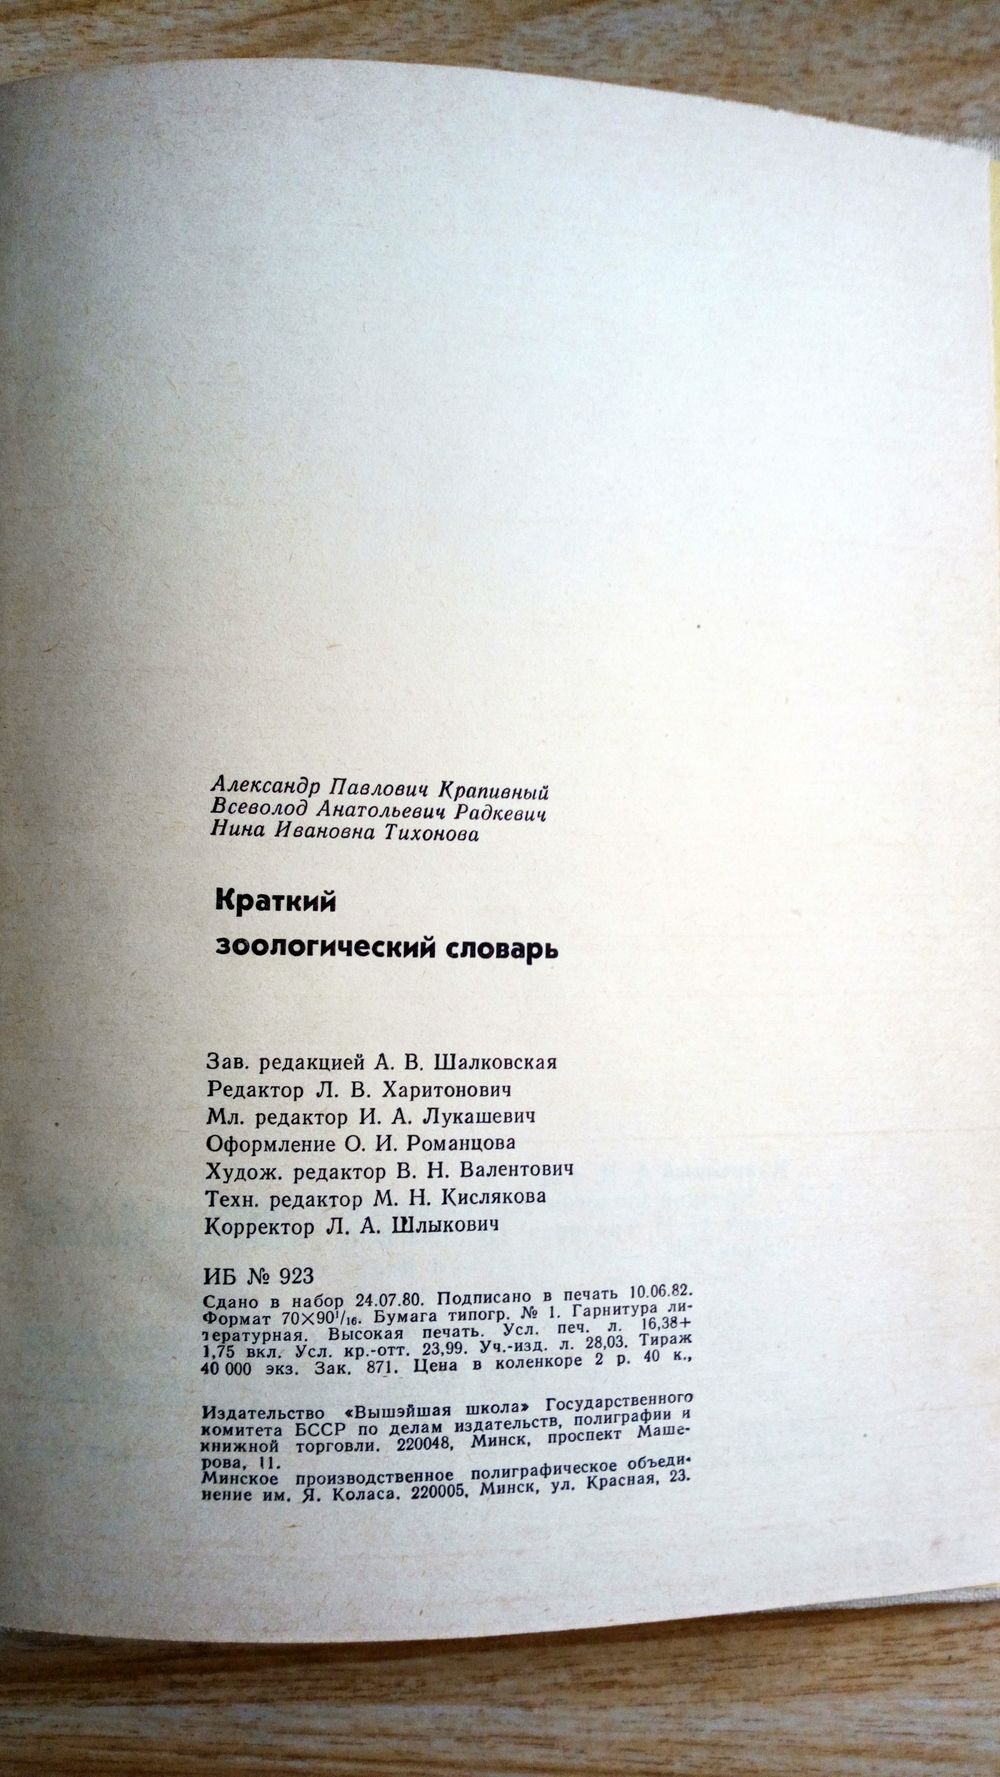 Александр Павлович Крапивный
Всеволод Анатольевич Радкевич
Нина Ивановна Тихонова
Краткий
зоологический словарь
Зав. редакцией А. В. Шалковская
Редактор Л. В. Харитонович
Мл. редактор И. А. Лукашевич
Оформление О. И. Романцова
Худож. редактор В. Н. Валентович
Техн. редактор М. Н. Кислякова
Корректор Л. А. Шлыкович
ИБ № 923
Сдано в набор 24.07.80. Подписано в печать 10.06.82.
Формат 70×90¹/₁₆. Бумага типогр. № 1. Гарнитура ли-
тературная. Высокая печать. Усл. печ. л. 16,38+
1,75 вкл. Усл. кр.-отт. 23,99. Уч.-изд. л. 28,03. Тираж
40 000 экз. Зак. 871. Цена в коленкоре 2 р. 40 к.,
Издательство «Вышэйшая школа» Государственного
комитета БССР по делам издательств, полиграфии и
книжной торговли. 220048, Минск, проспект Маше-
рова, 11.
Минское производственное полиграфическое объеди-
нение им. Я. Коласа. 220005, Минск, ул. Красная, 23.